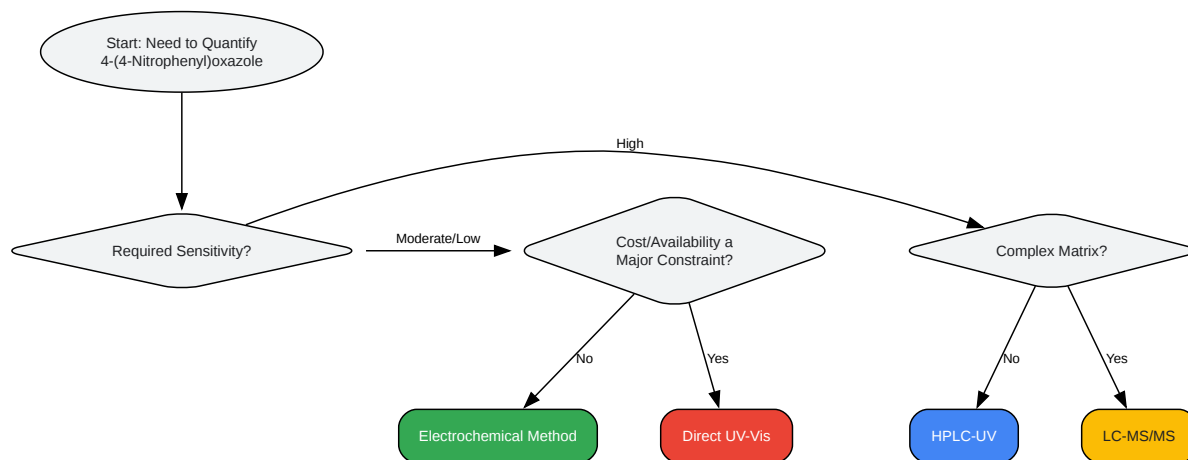 Start: Need to Quantify
4-(4-Nitrophenyl)oxazole
High
Required Sensitivity?
Moderate/Low
Cost/Availability a
Major Constraint?
Complex Matrix?
No
Yes
No
Yes
Electrochemical Method
Direct UV-Vis
HPLC-UV
LC-MS/MS